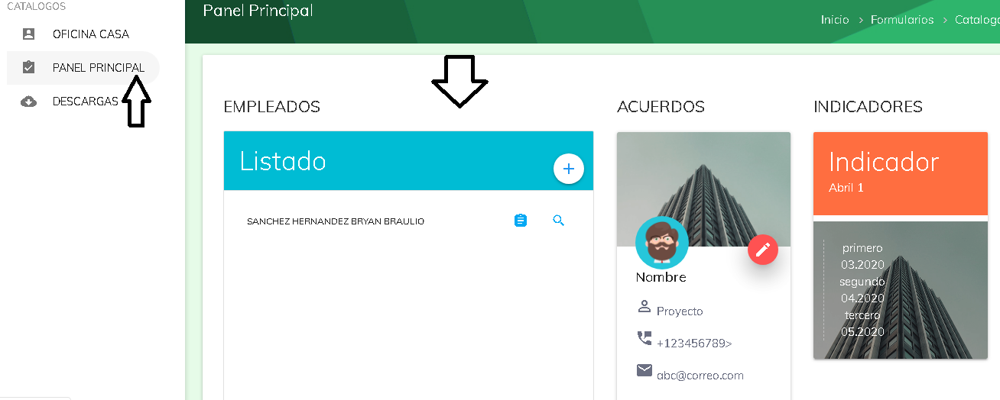 CATALOGOS
OFICINA CASA
PANEL PRINCIPAL
DESCARGAS
Panel Principal
Inicio > Formularios > Catalogo
EMPLEADOS
Listado
SANCHEZ HERNANDEZ BRYAN BRAULIO
ACUERDOS
Nombre
Proyecto
+123456789>
abc@correo.com
INDICADORES
Indicador
Abril 1
primero
03.2020
segundo
04.2020
tercero
05.2020